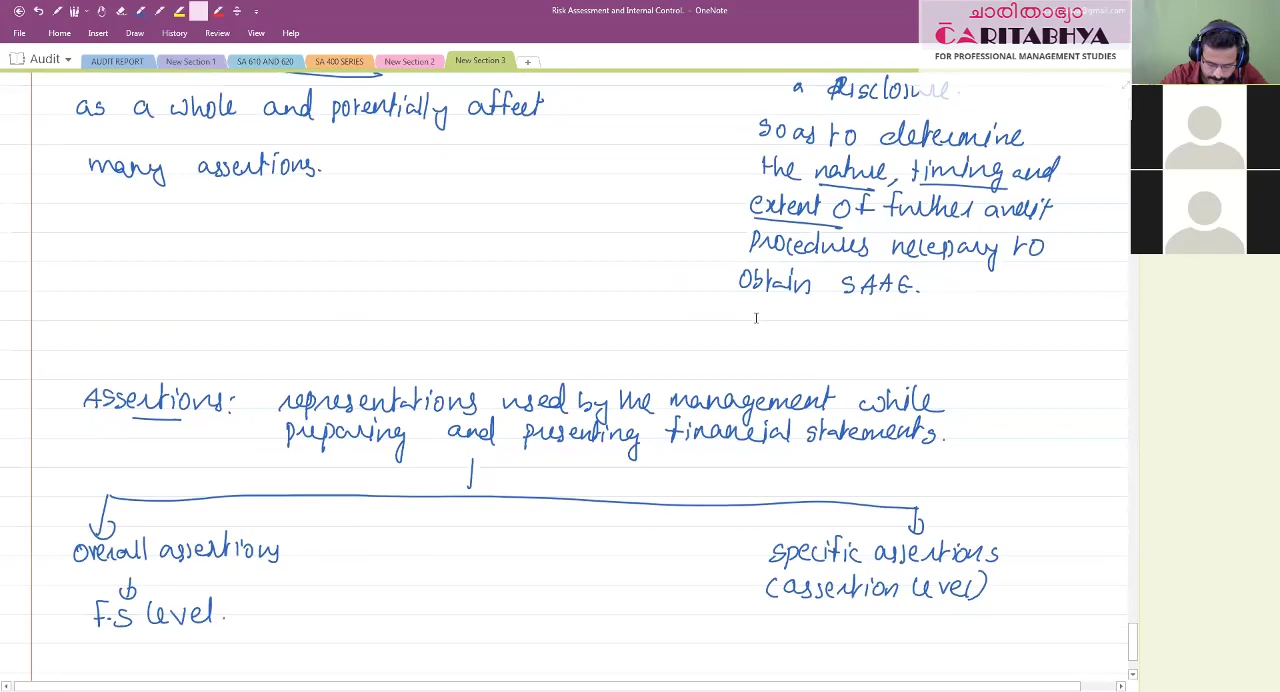 Risk Assessment and Internal Control. - OneNote
@gmail.com
File Home Insert Draw History Review View Help
ചാരിതാഭ്യാ
CARITABHYA
FOR PROFESSIONAL MANAGEMENT STUDIES
Audit
AUDIT REPORT
New Section 1
SA 610 AND 620
SA 400 SERIES
New Section 2
New Section 3
as a whole and potentially affect
many assertions.
a disclosure.
So as to determine
the nature, timing and
extent of further audit
procedures necessary to
Obtain SAAE.
Assertions: representations used by the management while
preparing and presenting financial statements.
Overall assertions
F.S level.
specific assertions
(assertion level)